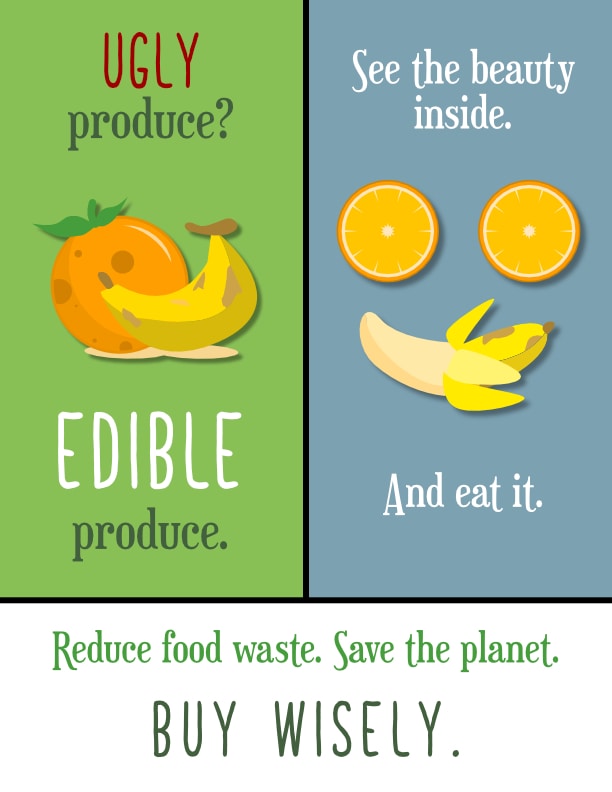 UGLY
produce?
EDIBLE
produce.
See the beauty
inside.
And eat it.
Reduce food waste. Save the planet.
BUY WISELY.